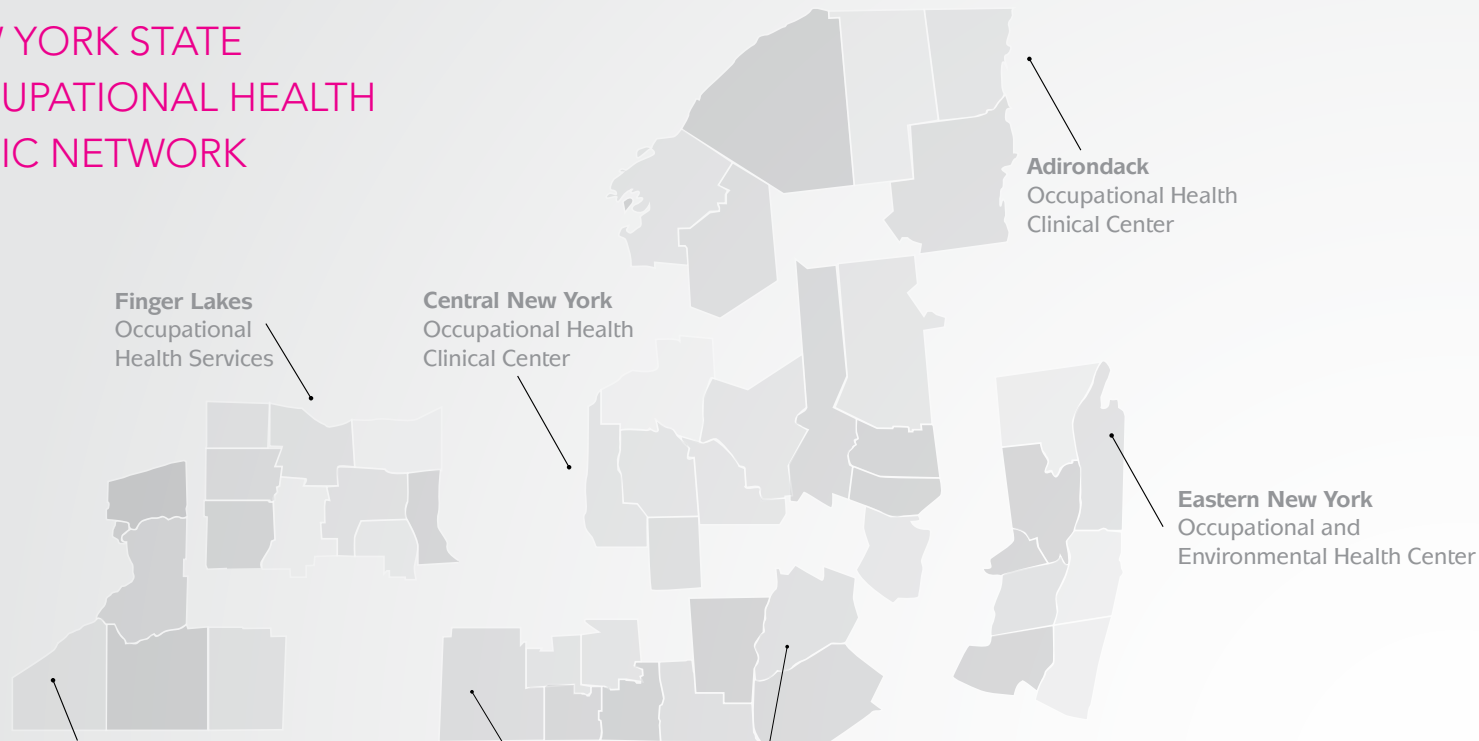 YORK STATE
UPATIONAL HEALTH
IC NETWORK
Adirondack
Occupational Health
Clinical Center
Finger Lakes
Occupational
Health Services
Central New York
Occupational Health
Clinical Center
Eastern New York
Occupational and
Environmental Health Center